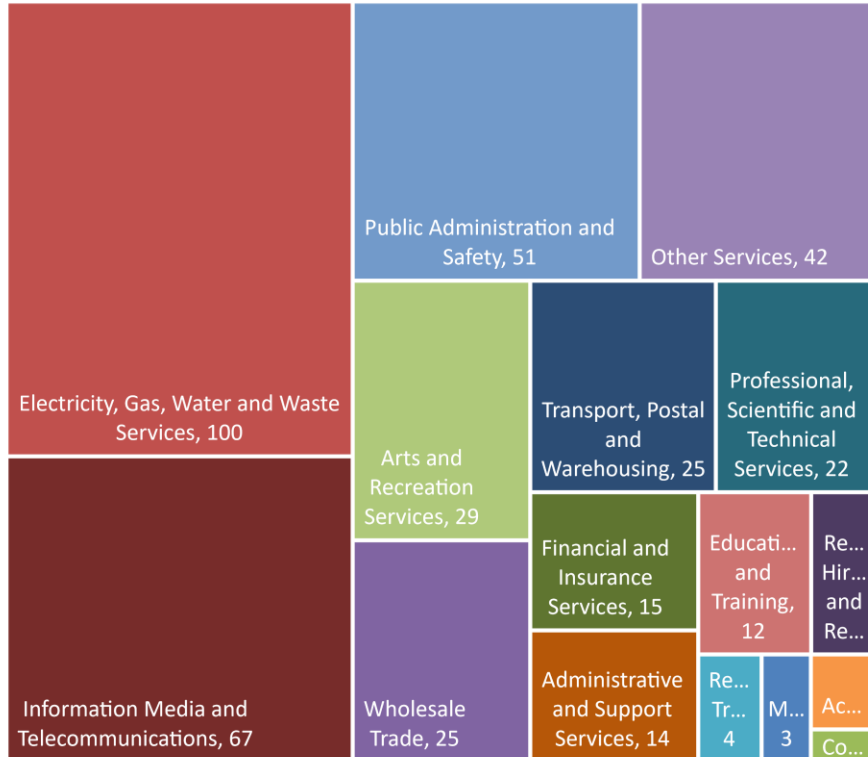 Electricity, Gas, Water and Waste
Services, 100
Information Media and
Telecommunications, 67
Public Administration and
Safety, 51
Other Services, 42
Arts and
Recreation
Services, 29
Wholesale
Trade, 25
Transport, Postal
and
Warehousing, 25
Professional,
Scientific and
Technical
Services, 22
Financial and
Insurance
Services, 15
Administrative
and Support
Services, 14
Educati...
and
Training,
12
Re...
Hir...
and
Re...
Re...
Tr...
4
M...
3
Ac...
Co...